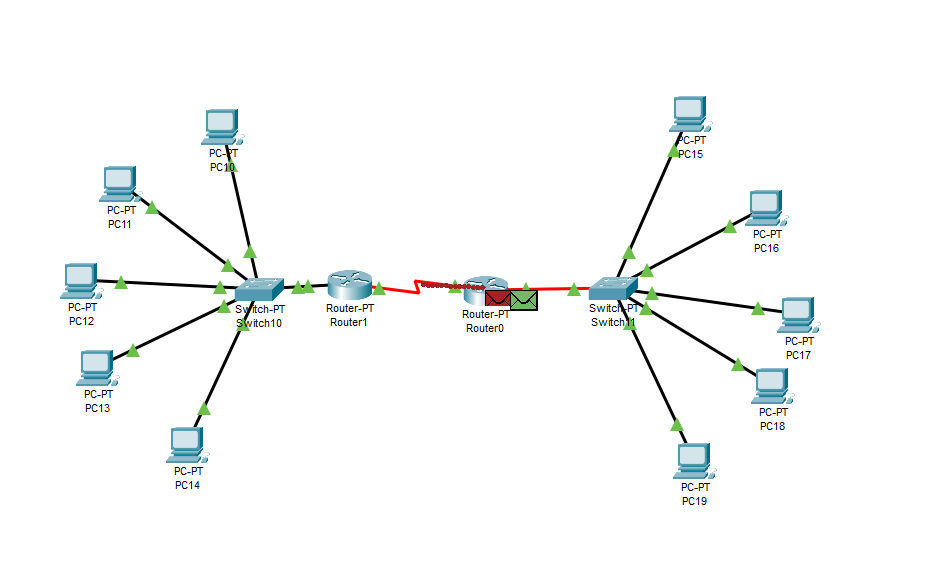 PC-PT
PC10
PC-PT
PC11
PC-PT
PC12
PC-PT
PC13
PC-PT
PC14
Switch-PT
Switch10
Router-PT
Router1
Router-PT
Router0
Switch-PT
Switch11
PC-PT
PC15
PC-PT
PC16
PC-PT
PC17
PC-PT
PC18
PC-PT
PC19